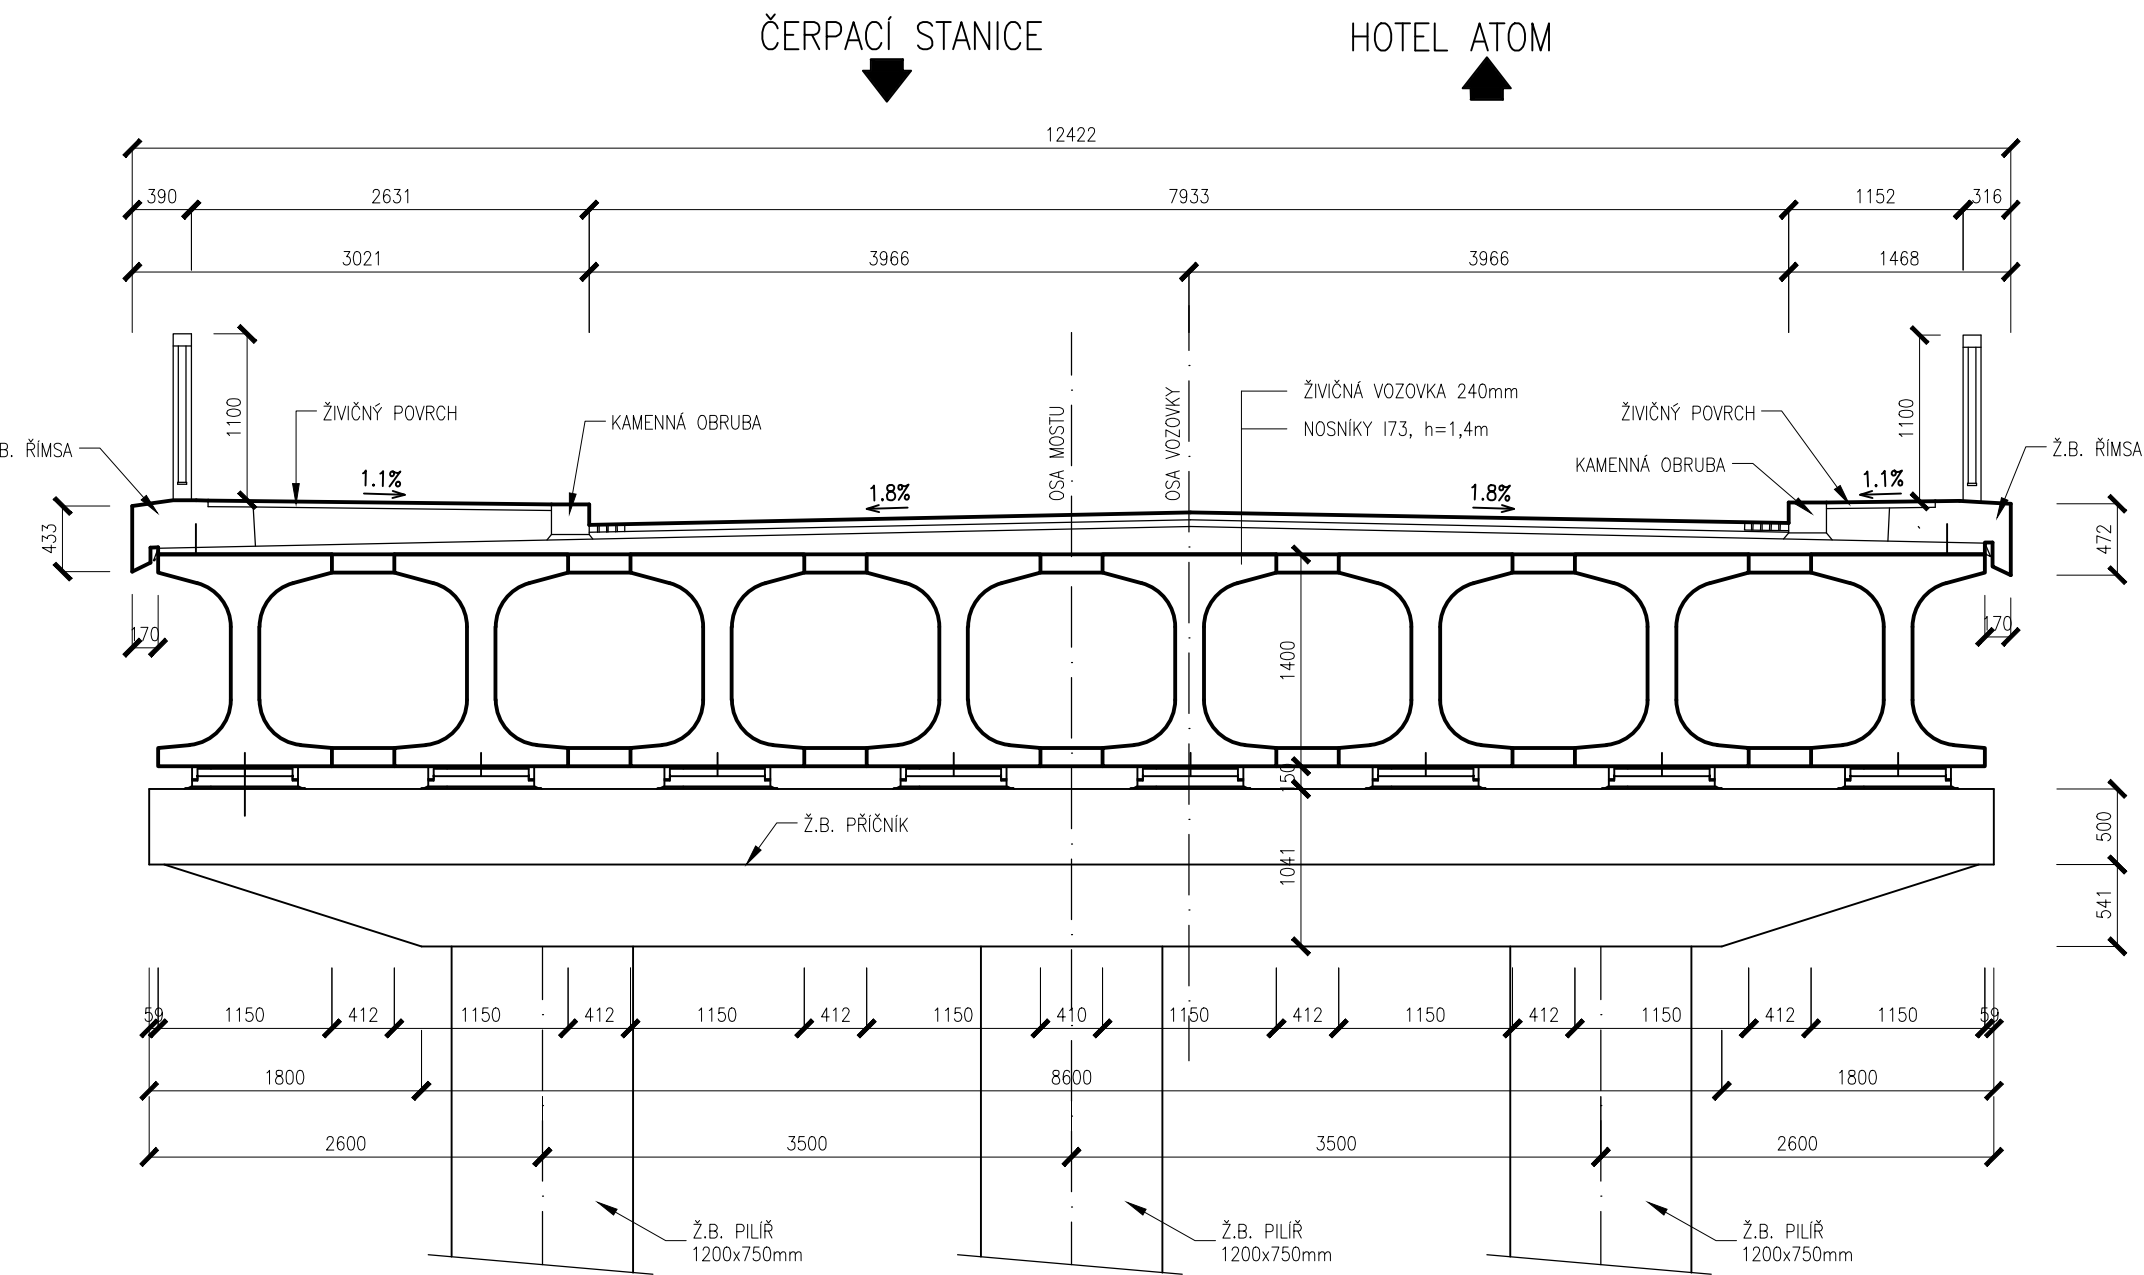 ČERPACÍ STANICE
HOTEL ATOM
12422
390
2631
7933
1152
316
3021
3966
3966
1468
1100
ŽIVIČNÝ POVRCH
KAMENNÁ OBRUBA
OSA MOSTU
OSA VOZOVKY
ŽIVIČNÁ VOZOVKA 240mm
NOSNÍKY I73, h=1,4m
ŽIVIČNÝ POVRCH
KAMENNÁ OBRUBA
1100
B. ŘÍMSA
Ž.B. ŘÍMSA
1.1%
1.8%
1.8%
1.1%
433
472
170
170
1400
150
Ž.B. PŘÍČNÍK
1041
500
541
59
1150
412
1150
412
1150
412
1150
410
1150
412
1150
412
1150
412
1150
59
1800
8600
1800
2600
3500
3500
2600
Ž.B. PILÍŘ
1200x750mm
Ž.B. PILÍŘ
1200x750mm
Ž.B. PILÍŘ
1200x750mm